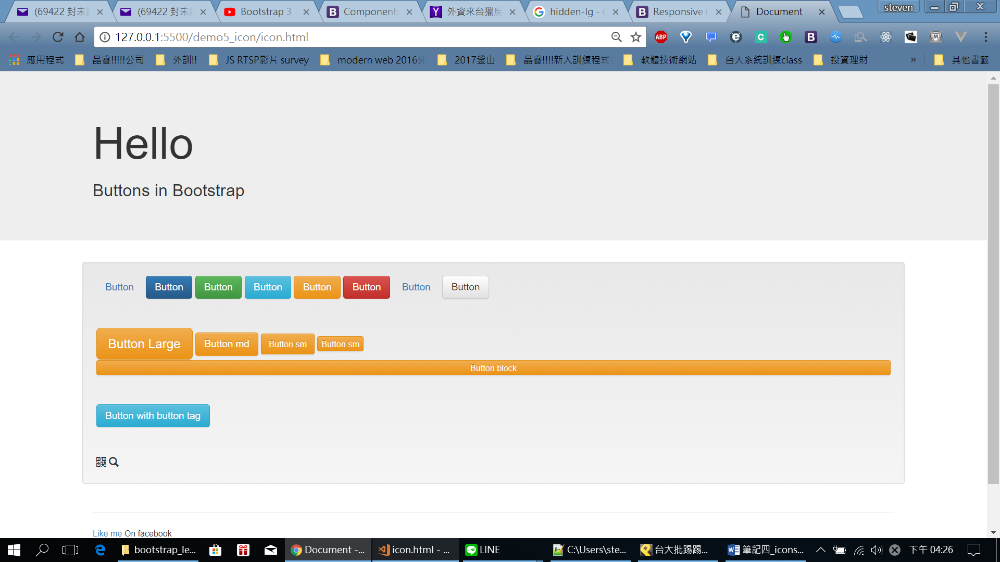 (69422 封未 (69422 封未 Bootstrap 3 Components 外資來台獵房 hidden-lg - Responsive Document steven
127.0.0.1:5500/demo5_icon/icon.html ABP
應用程式 晶睿!!!!!公司 外訓!! JS RTSP影片 survey modern web 2016外 2017釜山 晶睿!!!!新人訓練程式 軟體技術網站 台大系統訓練class 投資理財 » 其他書籤
Hello
Buttons in Bootstrap
Button Button Button Button Button Button Button Button
Button Large Button md Button sm Button sm
Button block
Button with button tag
Like me On facebook
bootstrap_le... Document -... icon.html - ... LINE C:\Users\ste... 台大批踢踢... 筆記四_icons... 下午 04:26